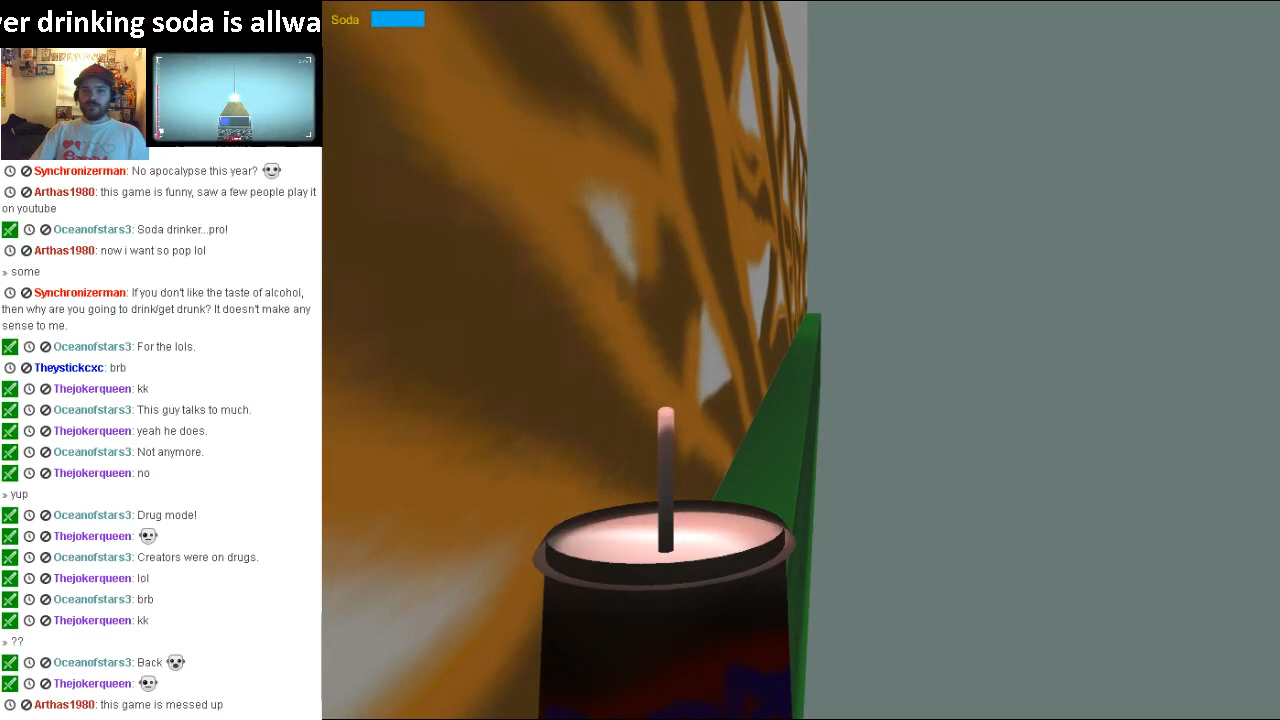 er drinking soda is allwa
Soda
Synchronizerman: No apocalypse this year?
Arthas1980: this game is funny, saw a few people play it
on youtube
Oceanofstars3: Soda drinker...pro!
Arthas1980: now i want so pop lol
» some
Synchronizerman: If you don't like the taste of alcohol,
then why are you going to drink/get drunk? It doesn't make any
sense to me.
Oceanofstars3: For the lols.
Theystickcxc: brb
Thejokerqueen: kk
Oceanofstars3: This guy talks to much.
Thejokerqueen: yeah he does.
Oceanofstars3: Not anymore.
Thejokerqueen: no
» yup
Oceanofstars3: Drug mode!
Thejokerqueen:
Oceanofstars3: Creators were on drugs.
Thejokerqueen: lol
Oceanofstars3: brb
Thejokerqueen: kk
» ??
Oceanofstars3: Back
Thejokerqueen:
Arthas1980: this game is messed up